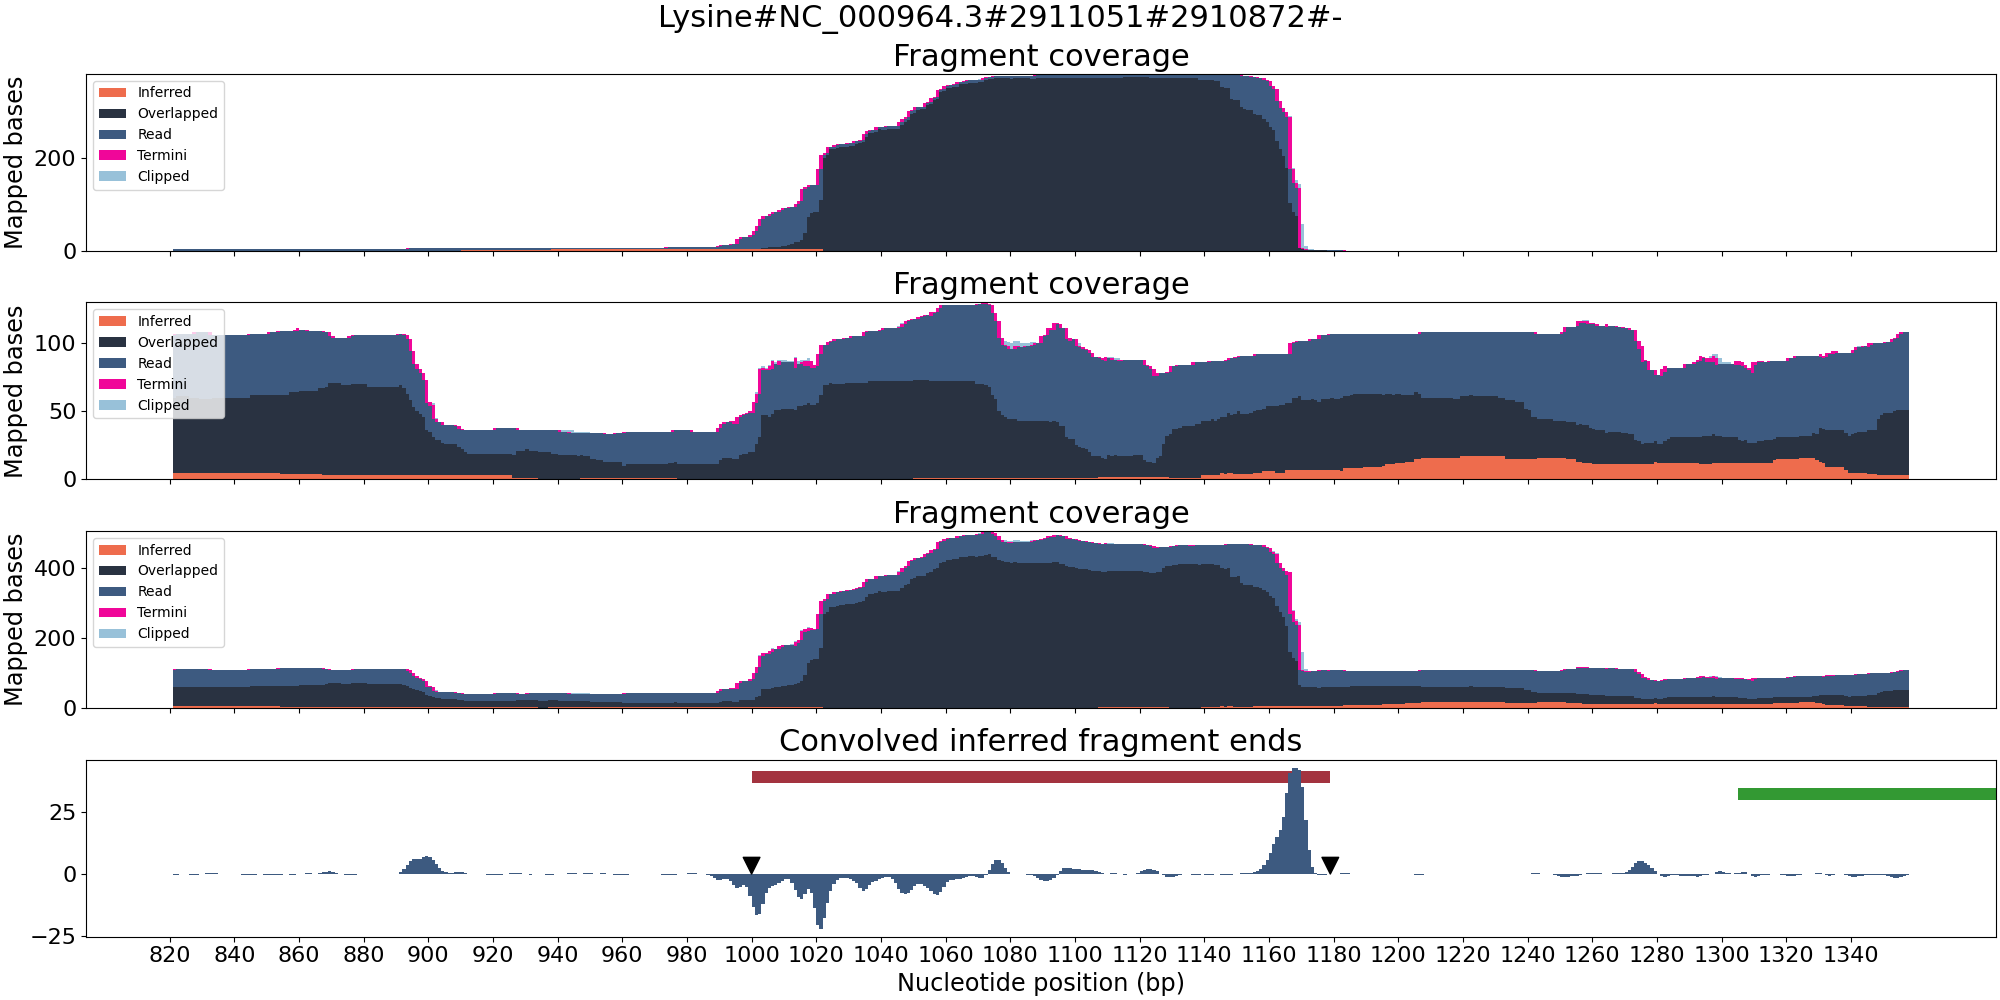 Lysine#NC_000964.3#2911051#2910872#-
Fragment coverage
Mapped bases
200
0
Inferred
Overlapped
Read
Termini
Clipped
Fragment coverage
Mapped bases
100
50
0
Inferred
Overlapped
Read
Termini
Clipped
Fragment coverage
Mapped bases
400
200
0
Inferred
Overlapped
Read
Termini
Clipped
Convolved inferred fragment ends
25
0
−25
820 840 860 880 900 920 940 960 980 1000 1020 1040 1060 1080 1100 1120 1140 1160 1180 1200 1220 1240 1260 1280 1300 1320 1340
Nucleotide position (bp)